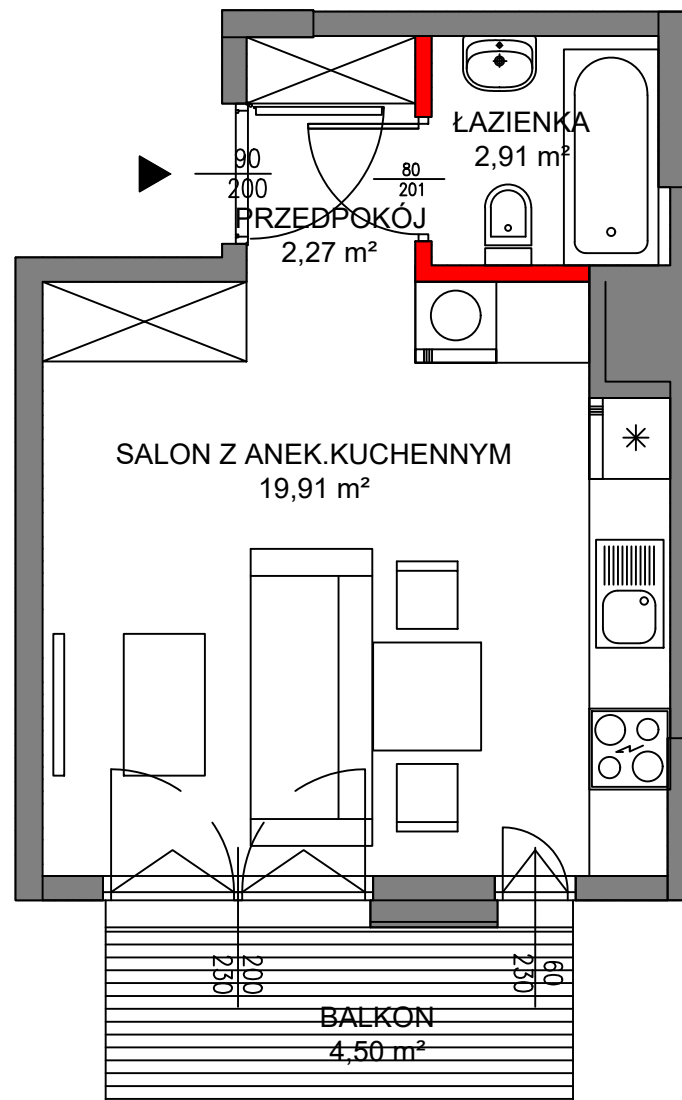 90
200
80
201
ŁAZIENKA
2,91 m²
PRZEDPOKÓJ
2,27 m²
SALON Z ANEK.KUCHENNYM
19,91 m²
200
230
60
230
BALKON
4,50 m²